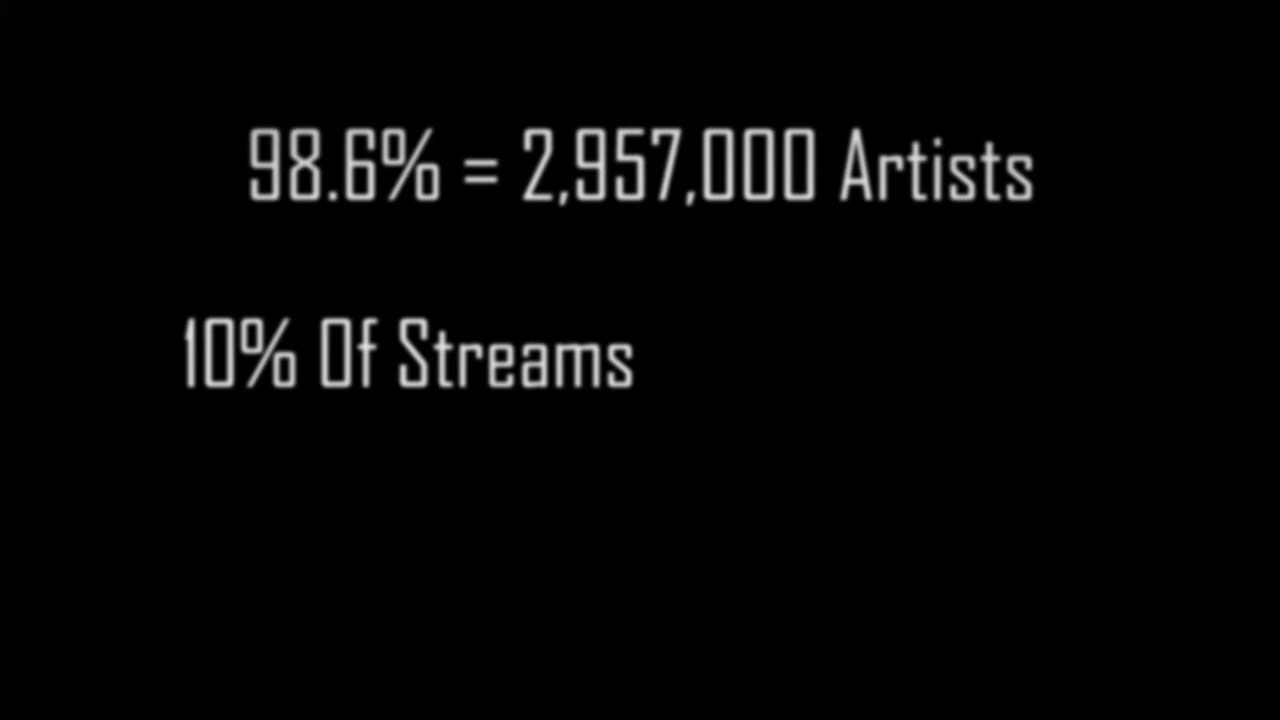 98.6% = 2,957,000 Artists
10% Of Streams